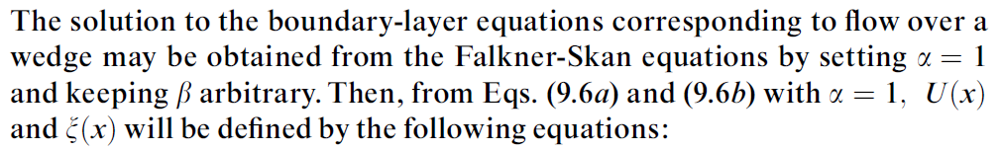 The solution to the boundary-layer equations corresponding to flow over a
wedge may be obtained from the Falkner-Skan equations by setting α = 1
and keeping β arbitrary. Then, from Eqs. (9.6a) and (9.6b) with α = 1, U(x)
and ξ(x) will be defined by the following equations: